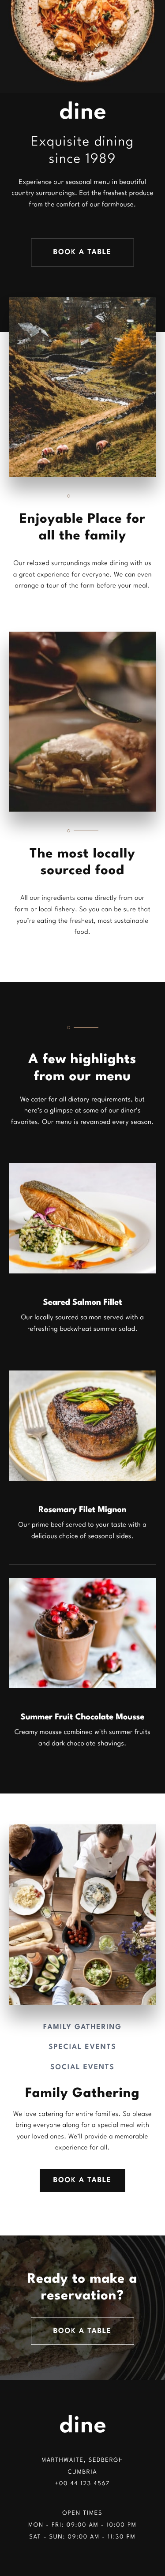 dine
Exquisite dining
since 1989
Experience our seasonal menu in beautiful
country surroundings. Eat the freshest produce
from the comfort of our farmhouse.
BOOK A TABLE
Enjoyable Place for
all the family
Our relaxed surroundings make dining with us
a great experience for everyone. We can even
arrange a tour of the farm before your meal.
The most locally
sourced food
All our ingredients come directly from our
farm or local fishery. So you can be sure that
you're eating the freshest, most sustainable
food.
A few highlights
from our menu
We cater for all dietary requirements, but
here's a glimpse at some of our diner's
favorites. Our menu is revamped every season.
Seared Salmon Fillet
Our locally sourced salmon served with a
refreshing buckwheat summer salad.
Rosemary Filet Mignon
Our prime beef served to your taste with a
delicious choice of seasonal sides.
Summer Fruit Chocolate Mousse
Creamy mousse combined with summer fruits
and dark chocolate shavings.
FAMILY GATHERING
SPECIAL EVENTS
SOCIAL EVENTS
Family Gathering
We love catering for entire families. So please
bring everyone along for a special meal with
your loved ones. We'll provide a memorable
experience for all.
BOOK A TABLE
Ready to make a
reservation?
BOOK A TABLE
dine
MARTHWAITE, SEDBERGH
CUMBRIA
+00 44 123 4567
OPEN TIMES
MON - FRI: 09:00 AM - 10:00 PM
SAT - SUN: 09:00 AM - 11:30 PM